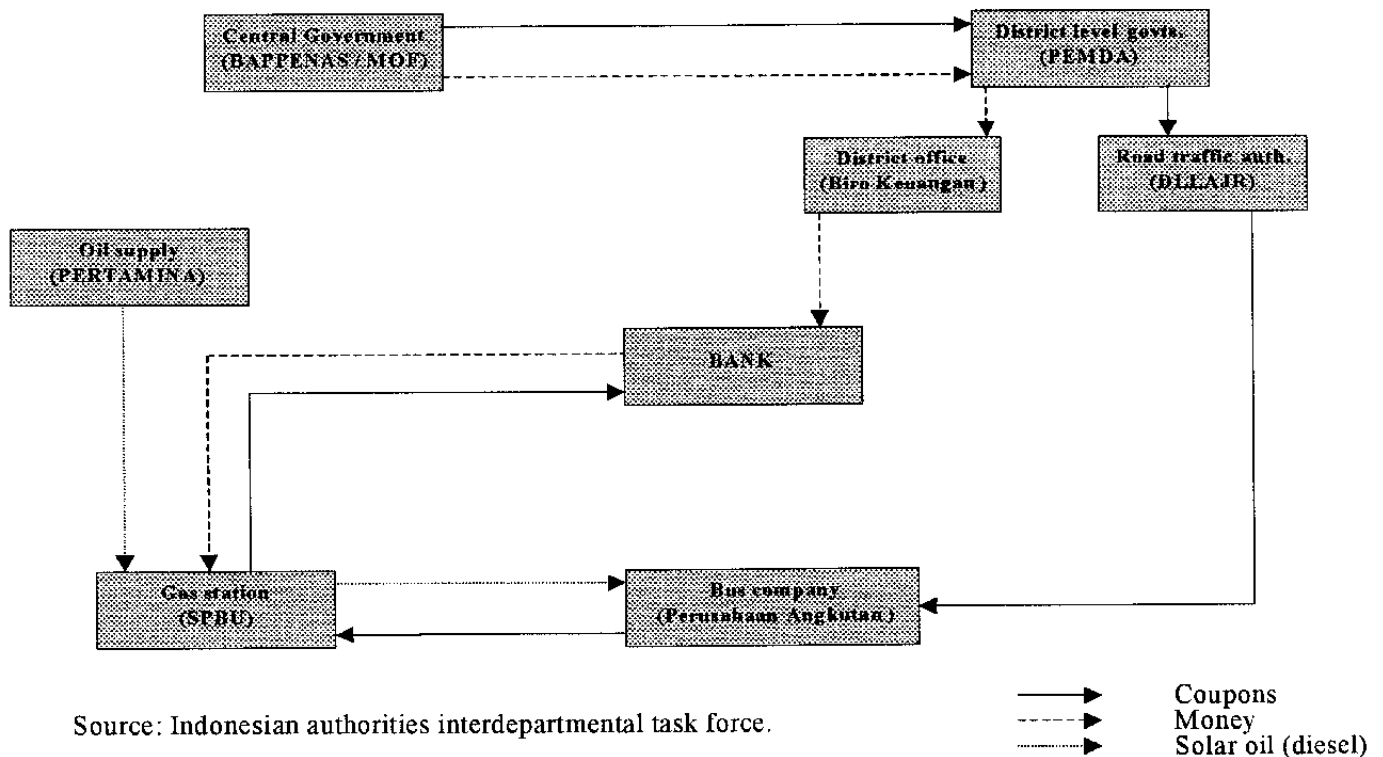 Central Government
(BAPPENAS / MOF)
District level govts.
(PEMDA)
District office
(Biro Keuangan)
Road traffic auth.
(DLLAJR)
Oil supply
(PERTAMINA)
BANK
Gas station
(SPBU)
Bus company
(Perusahaan Angkutan)
Source: Indonesian authorities interdepartmental task force.
Coupons
Money
Solar oil (diesel)